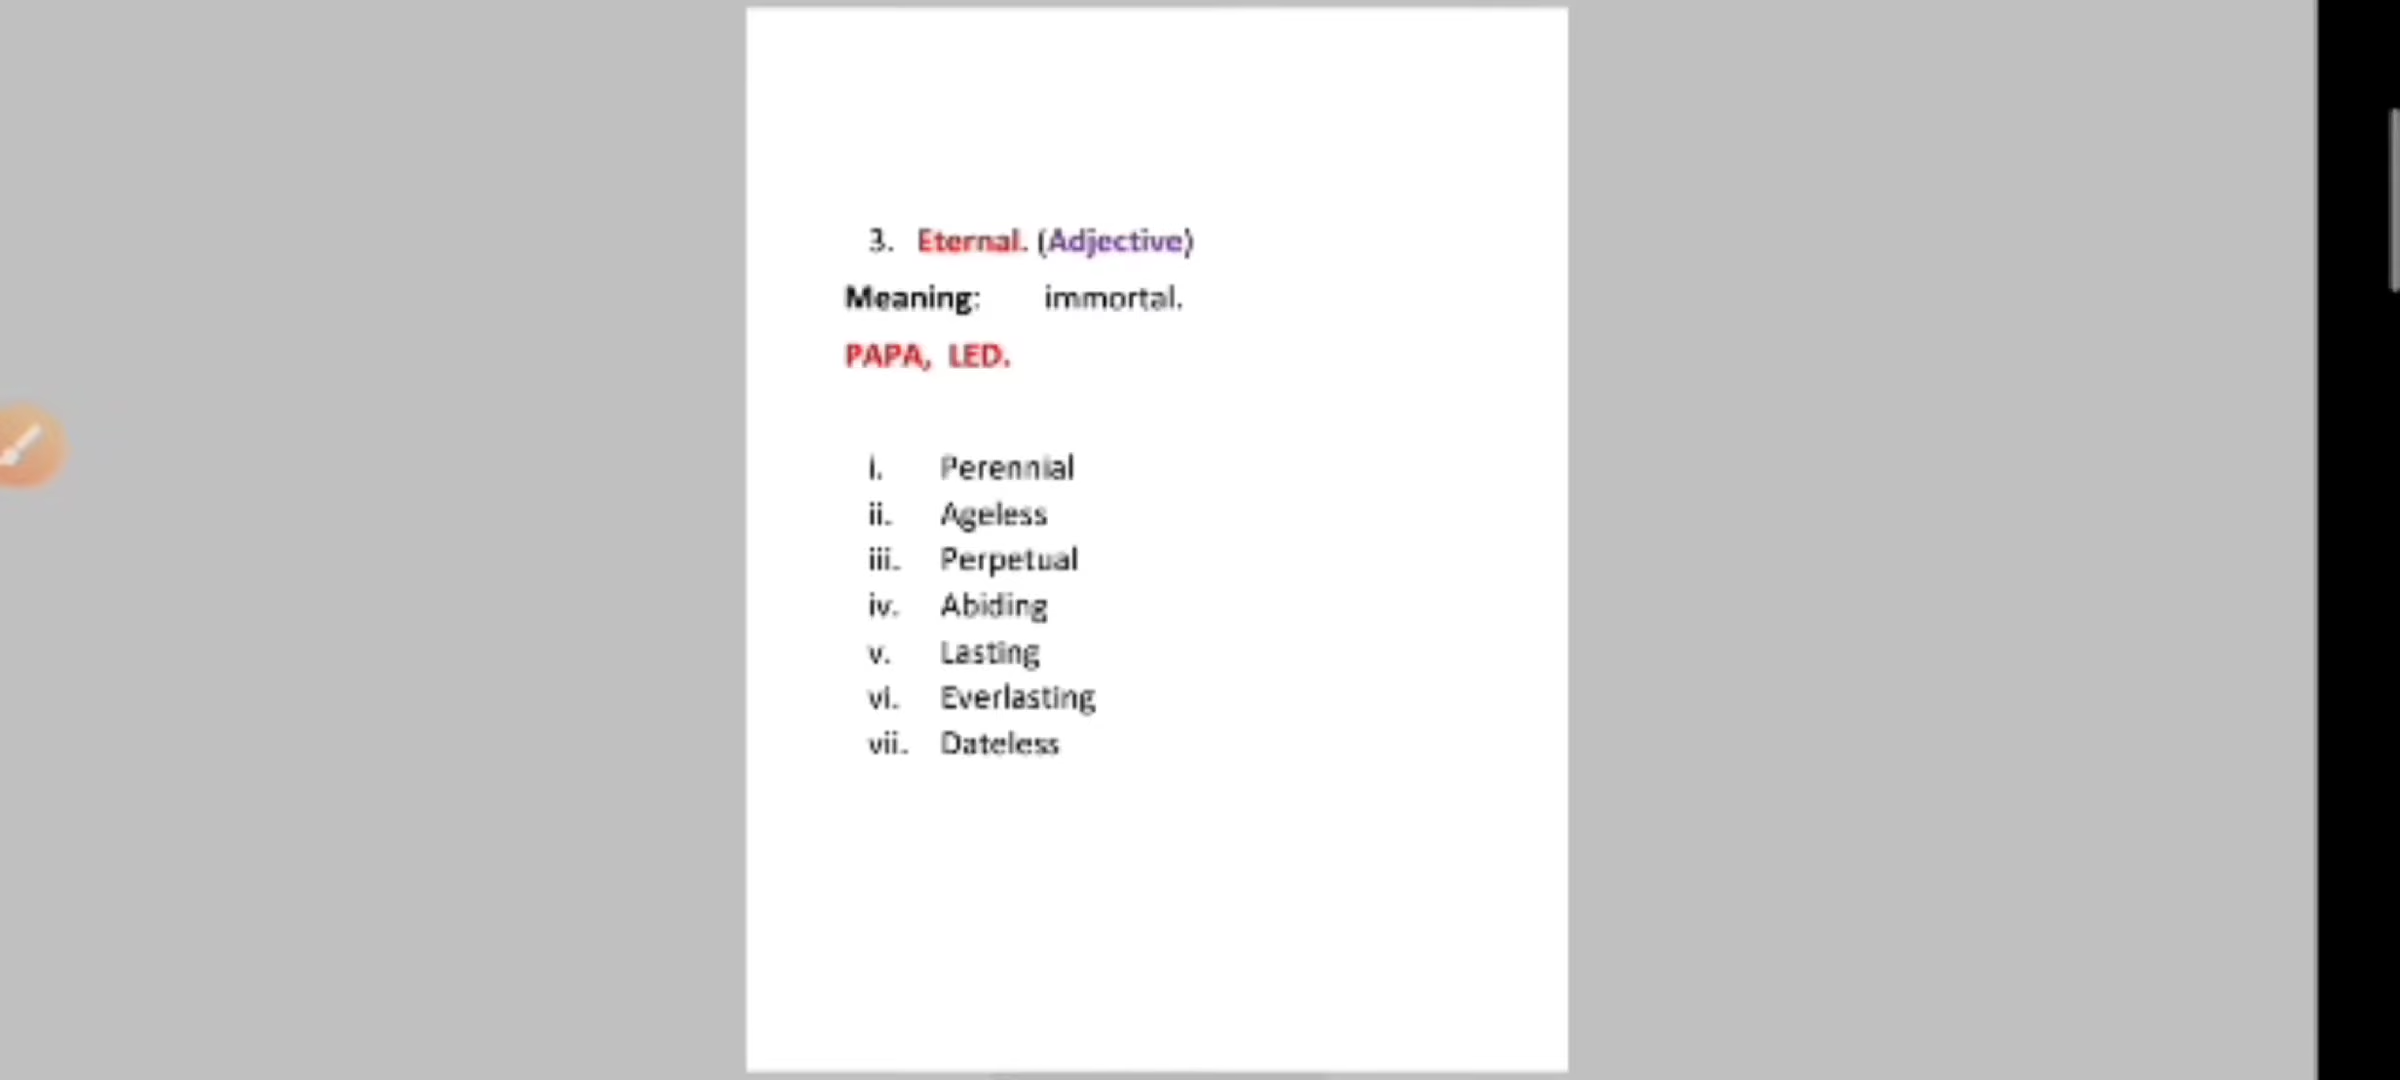 3. Eternal. (Adjective)
Meaning: immortal.
PAPA, LED.
i. Perennial
ii. Ageless
iii. Perpetual
iv. Abiding
v. Lasting
vi. Everlasting
vii. Dateless